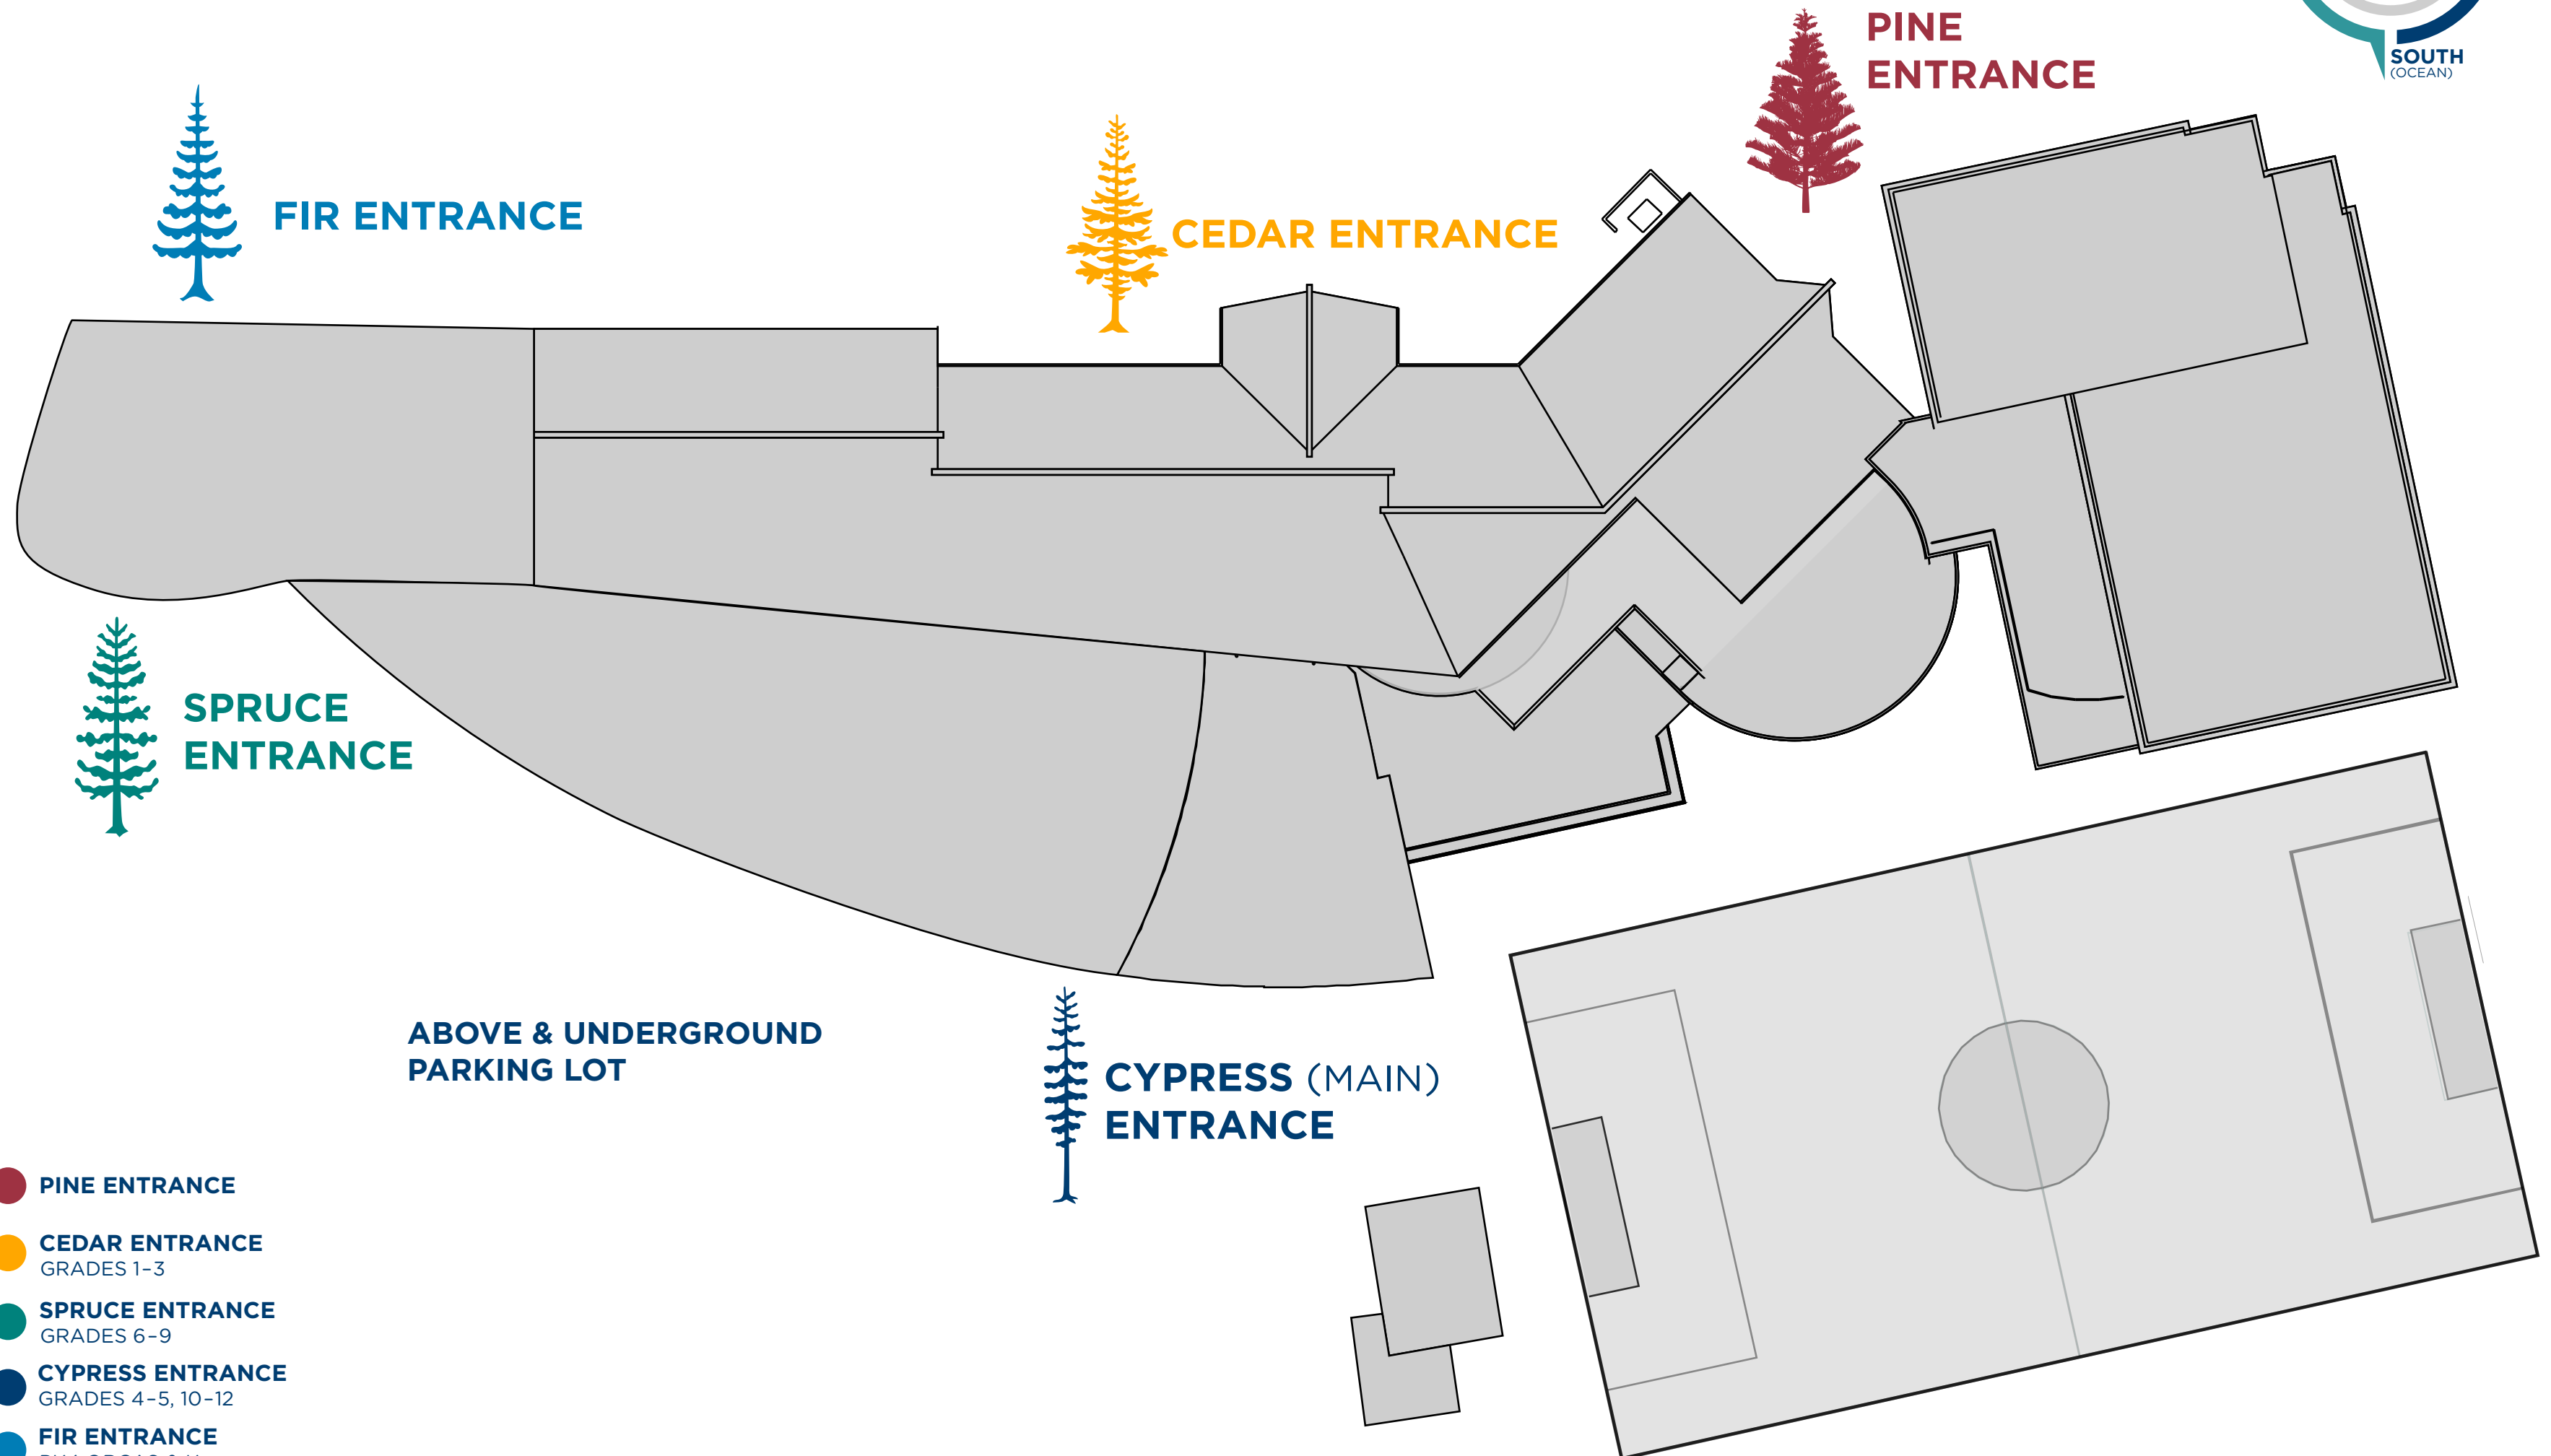 PINE
ENTRANCE
SOUTH
(OCEAN)
FIR ENTRANCE
CEDAR ENTRANCE
SPRUCE
ENTRANCE
ABOVE & UNDERGROUND
PARKING LOT
CYPRESS (MAIN)
ENTRANCE
PINE ENTRANCE
CEDAR ENTRANCE
GRADES 1–3
SPRUCE ENTRANCE
GRADES 6–9
CYPRESS ENTRANCE
GRADES 4–5, 10–12
FIR ENTRANCE